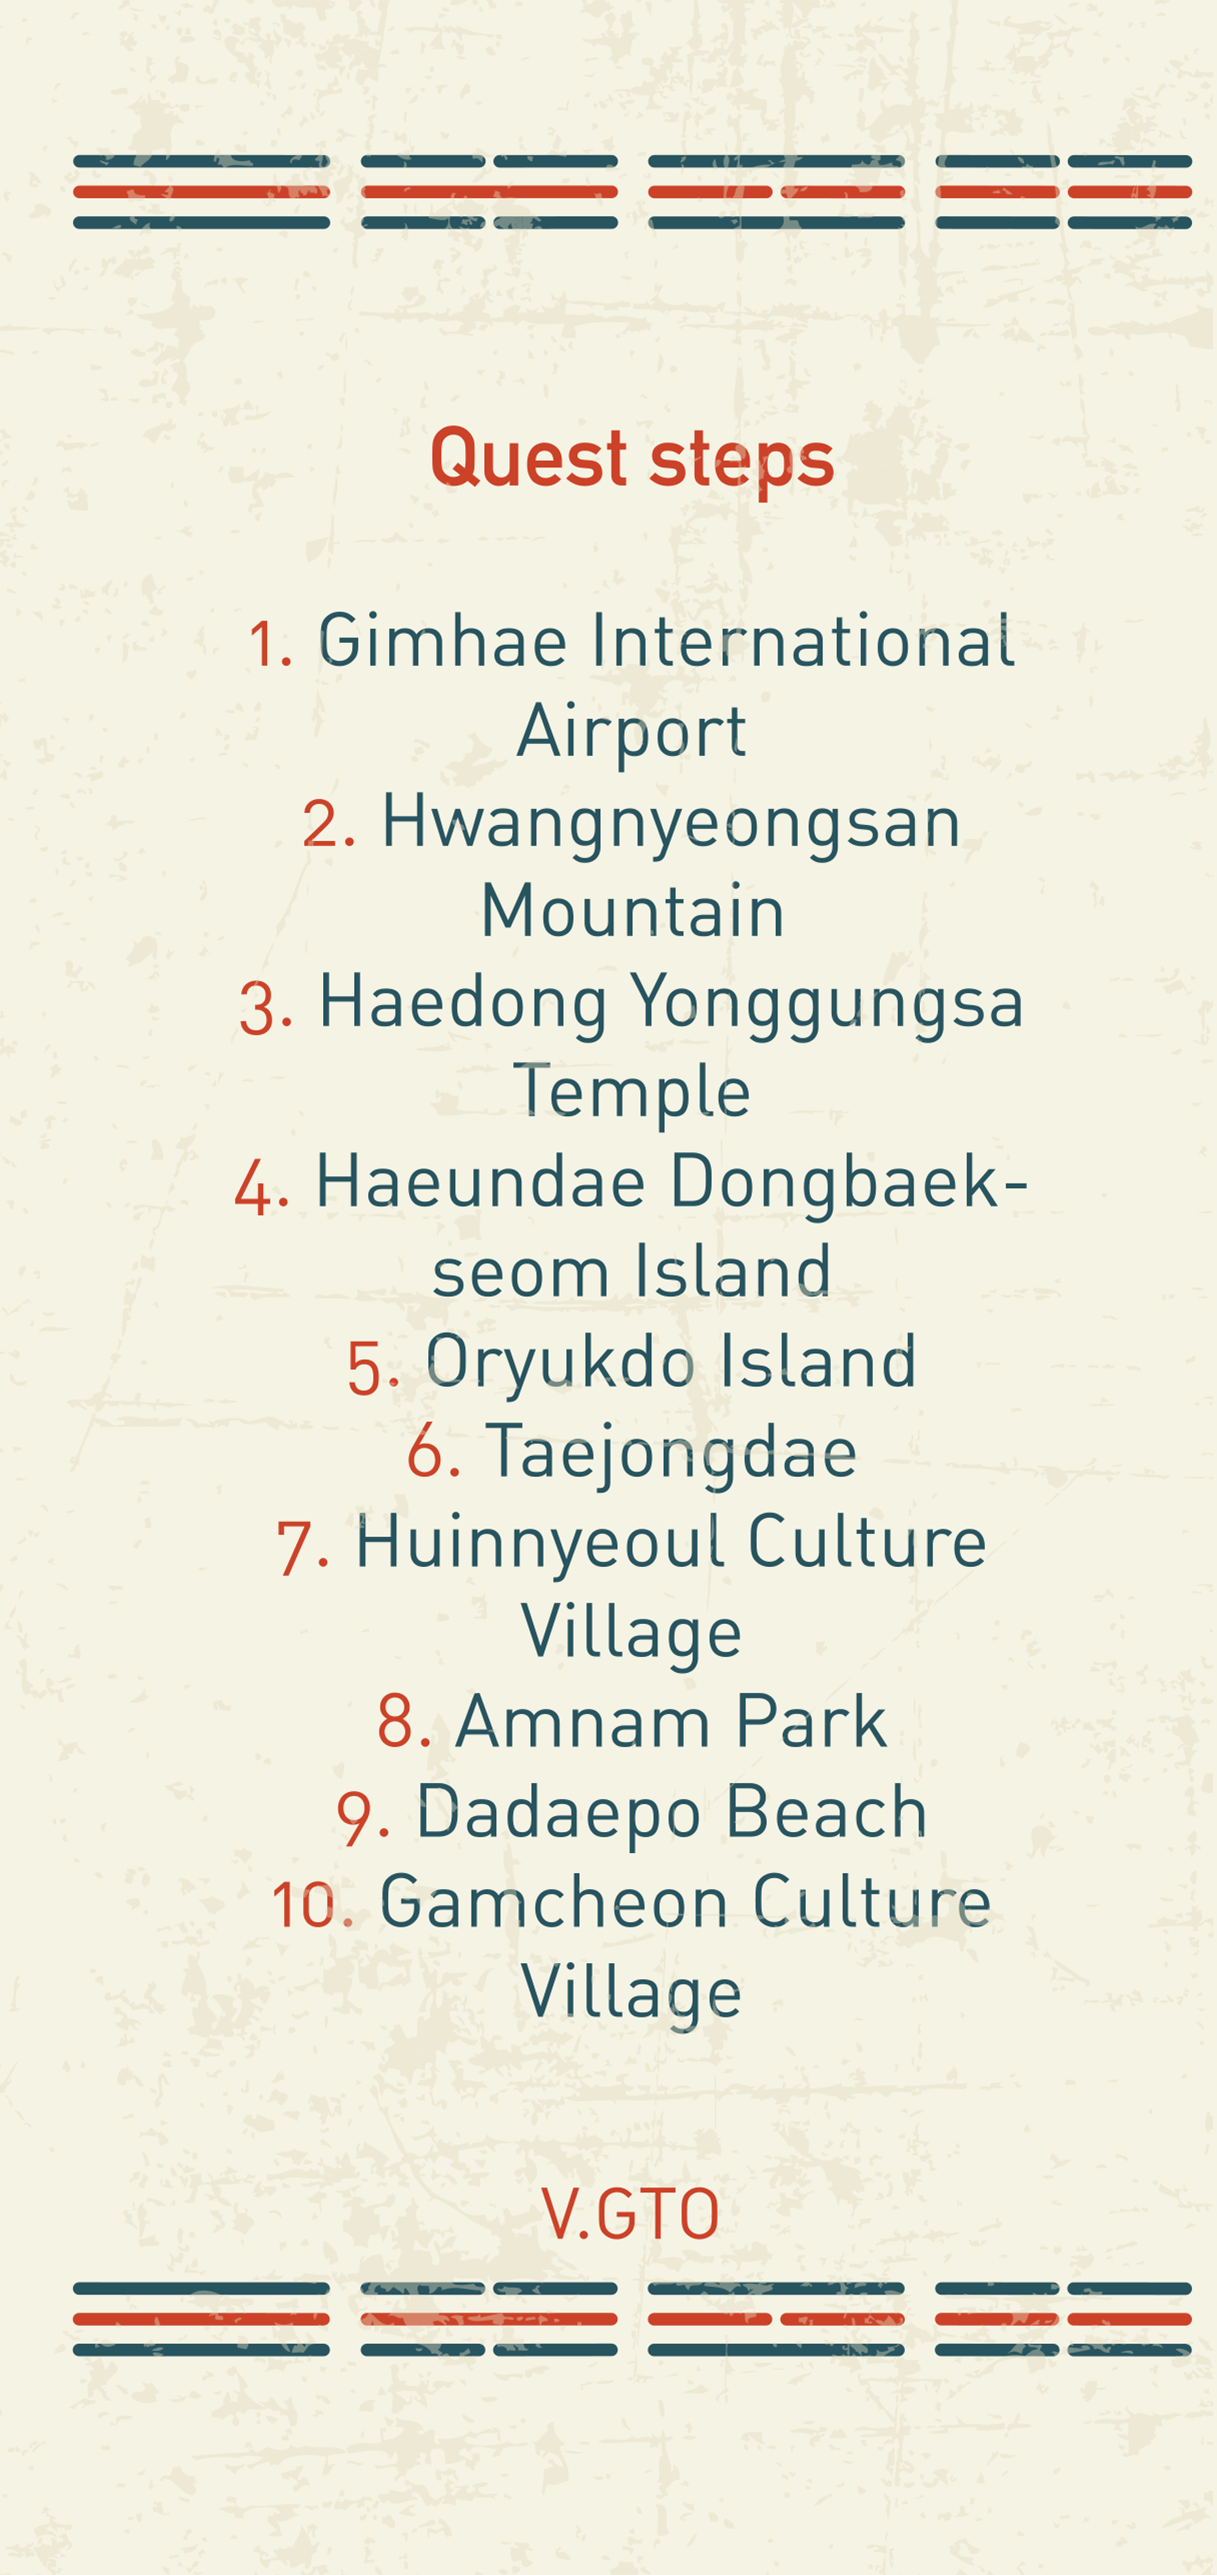 Quest steps
1. Gimhae International
Airport
2. Hwangnyeongsan
Mountain
3. Haedong Yonggungsa
Temple
4. Haeundae Dongbaek-
seom Island
5. Oryukdo Island
6. Taejongdae
7. Huinnyeoul Culture
Village
8. Amnam Park
9. Dadaepo Beach
10. Gamcheon Culture
Village
V.GTO